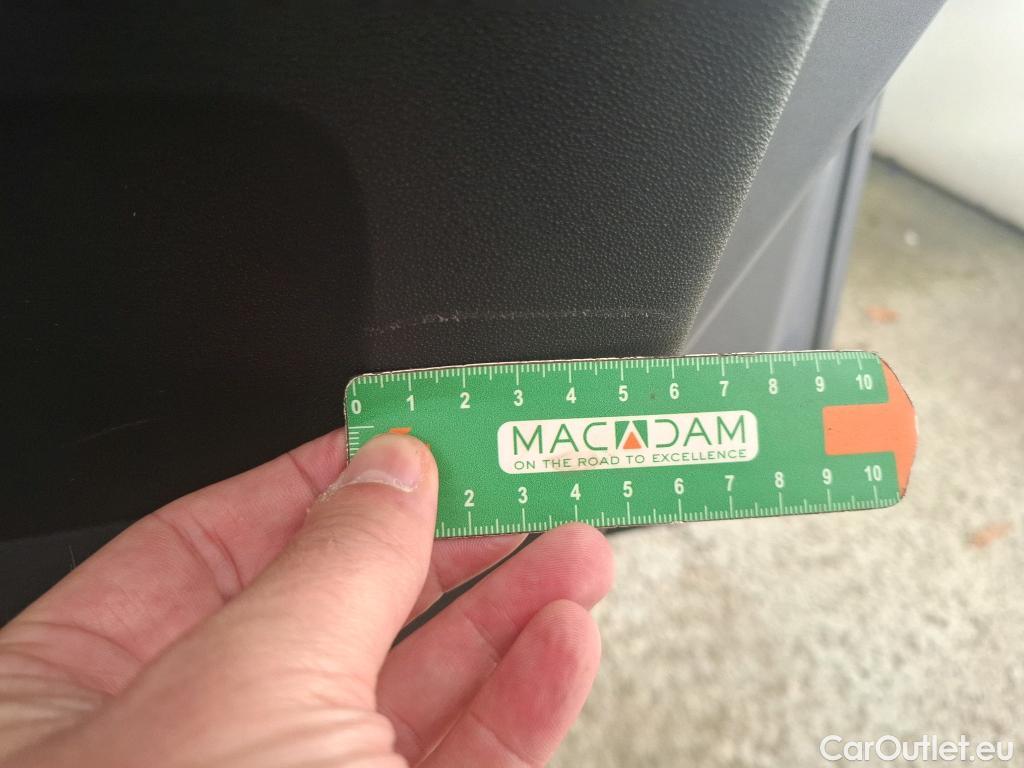 0 1 2 3 4 5 6 7 8 9 10
MACADAM
ON THE ROAD TO EXCELLENCE
2 3 4 5 6 7 8 9 10
CarOutlet.eu